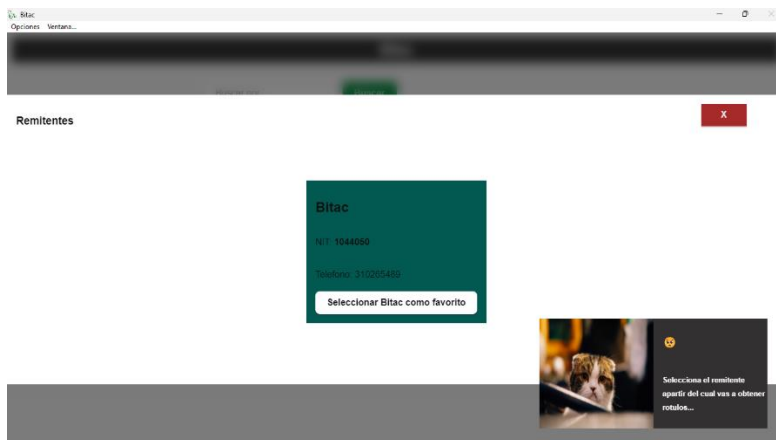 Bitac
Opciones Ventana...
Remitentes
X
Bitac
NIT: 1044050
Telefono: 310265489
Seleccionar Bitac como favorito
Selecciona el remitente
apartir del cual vas a obtener
rotulos...